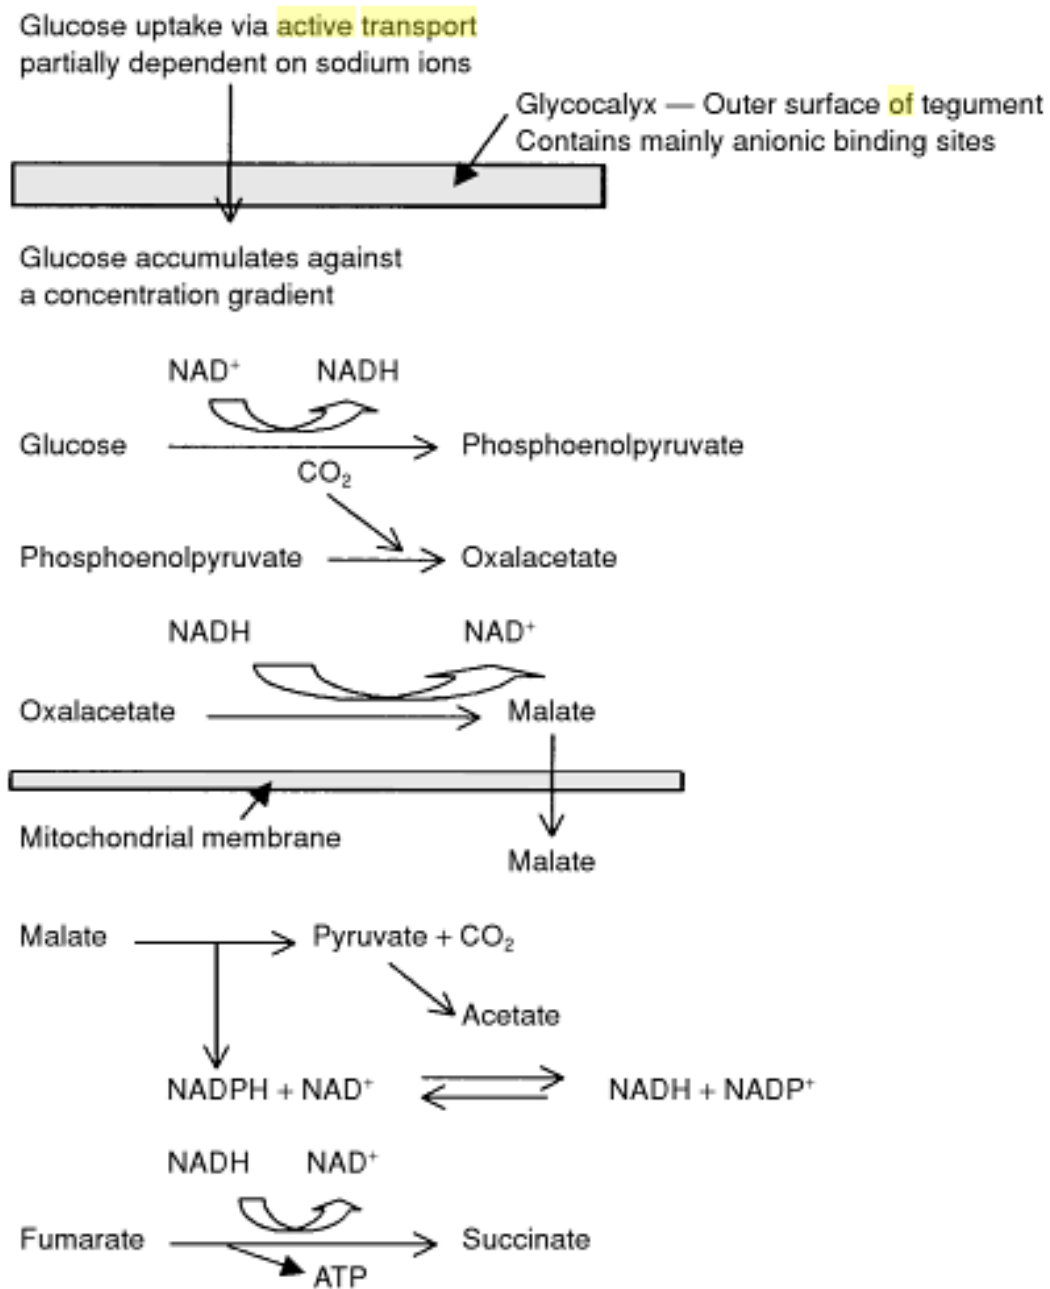 Glucose uptake via active transport
partially dependent on sodium ions
Glycocalyx — Outer surface of tegument
Contains mainly anionic binding sites
Glucose accumulates against
a concentration gradient
NAD⁺ NADH
Glucose Phosphoenolpyruvate
CO₂
Phosphoenolpyruvate Oxalacetate
NADH NAD⁺
Oxalacetate Malate
Mitochondrial membrane
Malate
Malate Pyruvate + CO₂
Acetate
NADPH + NAD⁺ NADH + NADP⁺
NADH NAD⁺
Fumarate Succinate
ATP